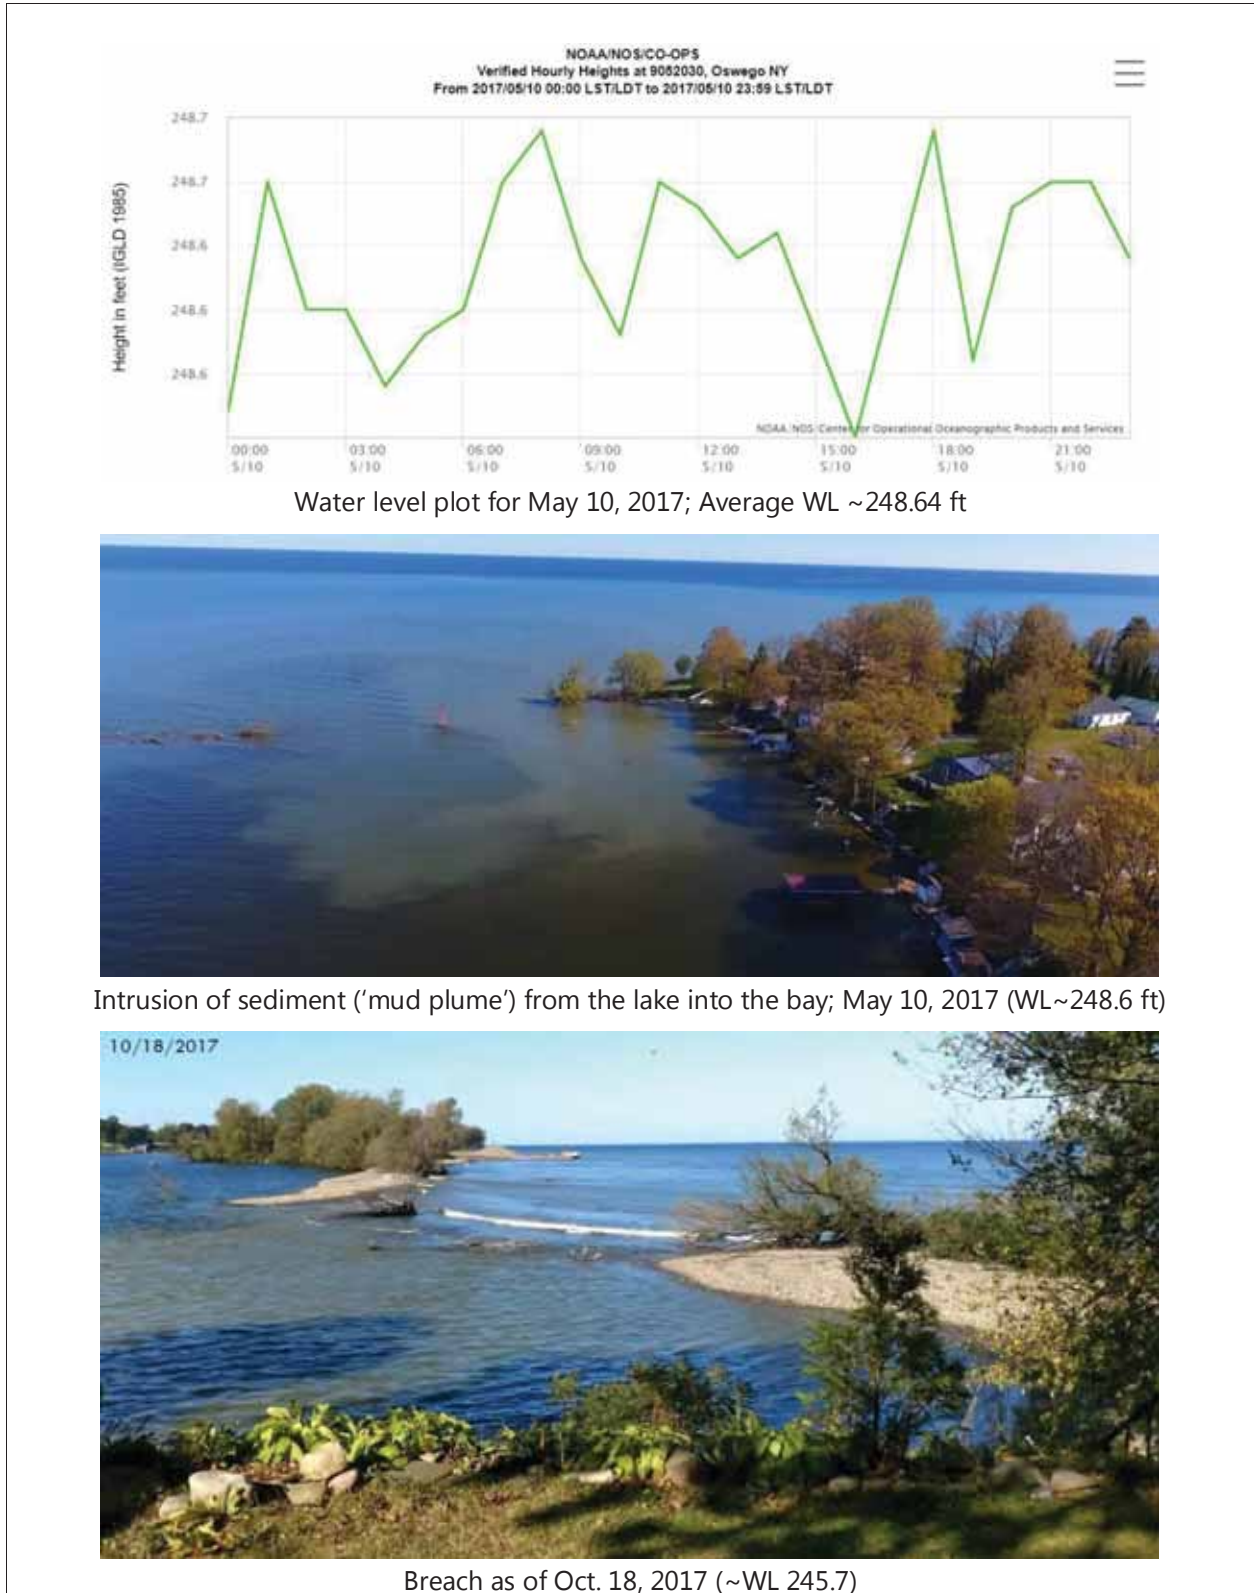 NOAA/NOS/CO-OPS
Verified Hourly Heights at 9052030, Oswego NY
From 2017/05/10 00:00 LST/LDT to 2017/05/10 23:59 LST/LDT
Height in feet (IGLD 1985)
248.7
248.7
248.6
248.6
248.6
NOAA/NOS/Center for Operational Oceanographic Products and Services
00:00 03:00 06:00 09:00 12:00 15:00 18:00 21:00
5/10 5/10 5/10 5/10 5/10 5/10 5/10 5/10
Water level plot for May 10, 2017; Average WL ~248.64 ft
Intrusion of sediment (‘mud plume’) from the lake into the bay; May 10, 2017 (WL~248.6 ft)
10/18/2017
Breach as of Oct. 18, 2017 (~WL 245.7)